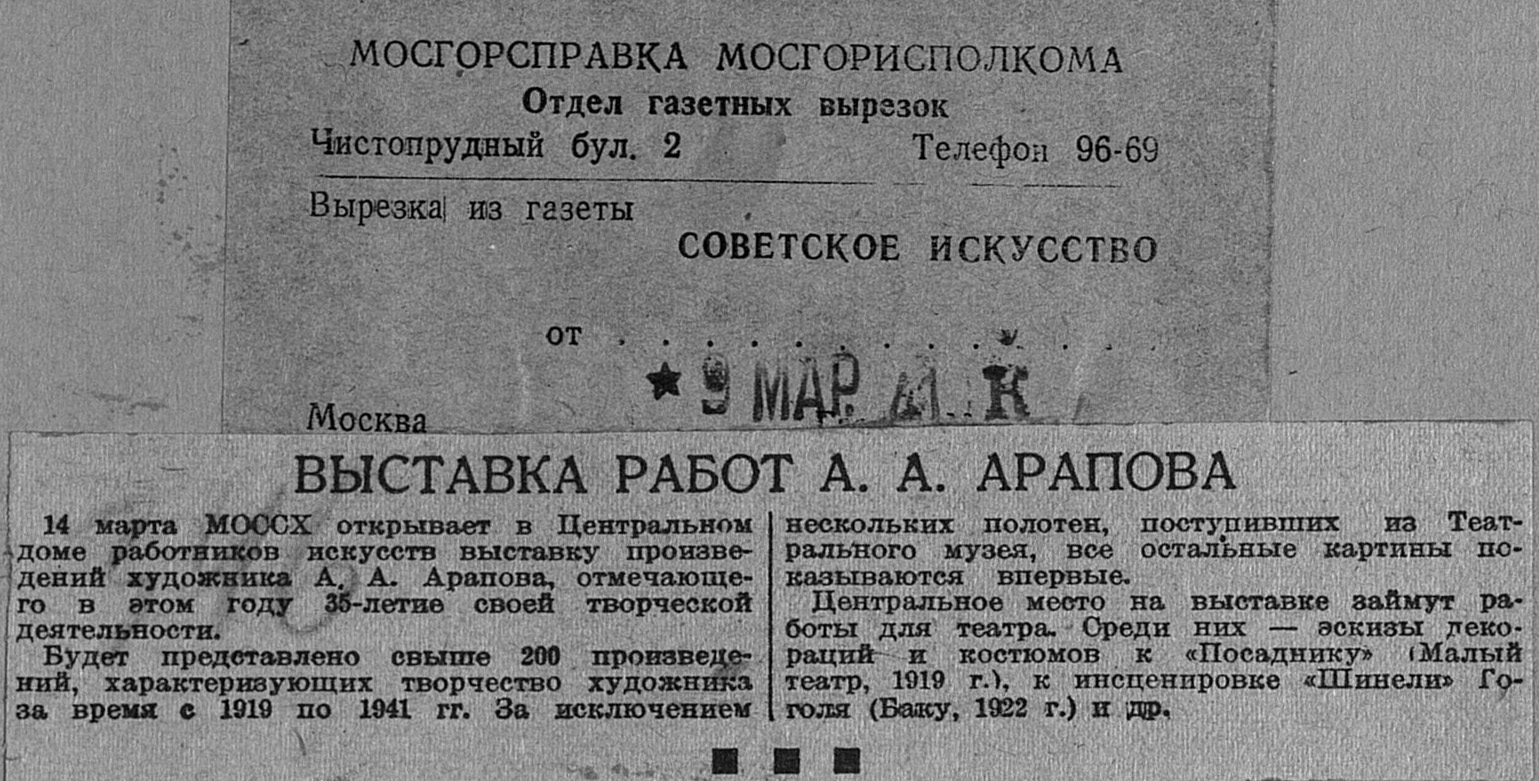 МОСГОРСПРАВКА МОСГОРИСПОЛКОМА
Отдел газетных вырезок
Чистопрудный бул. 2 Телефон 96-69
Вырезка из газеты
СОВЕТСКОЕ ИСКУССТВО
от . . . . . . . . . . . . .
★ 9 МАР. 41 К
Москва
ВЫСТАВКА РАБОТ А. А. АРАПОВА
14 марта МОССХ открывает в Центральном
доме работников искусств выставку произве-
дений художника А. А. Арапова, отмечающе-
го в этом году 35-летие своей творческой
деятельности.
Будет представлено свыше 200 произведе-
ний, характеризующих творчество художника
за время с 1919 по 1941 гг. За исключением
нескольких полотен, поступивших из Теат-
рального музея, все остальные картины по-
казываются впервые.
Центральное место на выставке займут ра-
боты для театра. Среди них — эскизы деко-
раций и костюмов к «Посаднику» (Малый
театр, 1919 г.), к инсценировке «Шинели» Го-
голя (Баку, 1922 г.) и др.